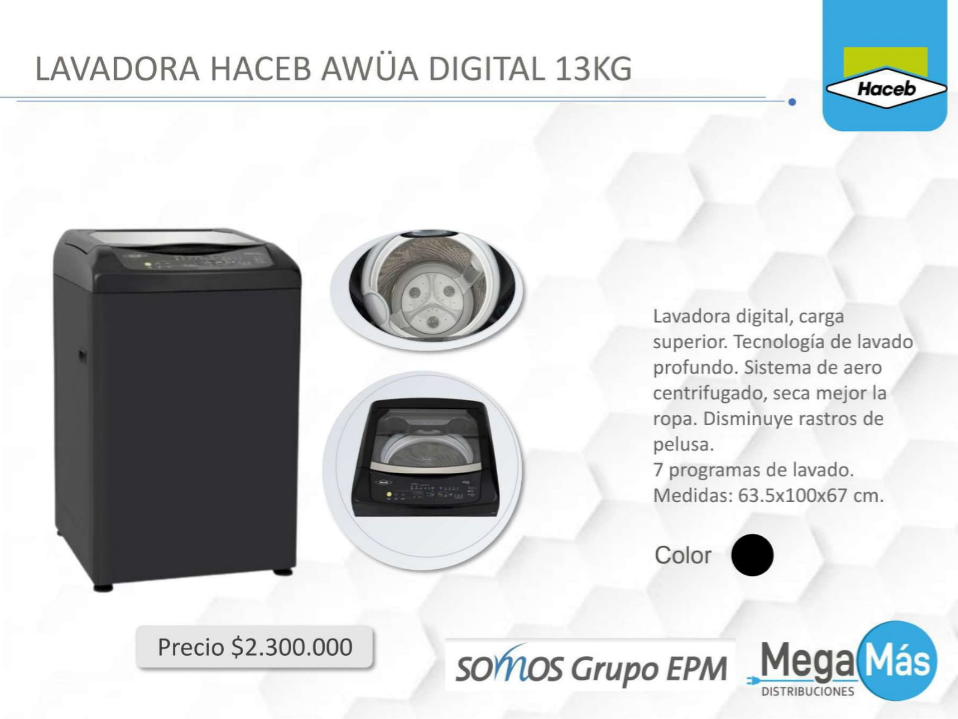 LAVADORA HACEB AWÜA DIGITAL 13KG
Haceb
Lavadora digital, carga
superior. Tecnología de lavado
profundo. Sistema de aero
centrifugado, seca mejor la
ropa. Disminuye rastros de
pelusa.
7 programas de lavado.
Medidas: 63.5x100x67 cm.
Color
Precio $2.300.000
SOMOS Grupo EPM
Mega Más
DISTRIBUCIONES